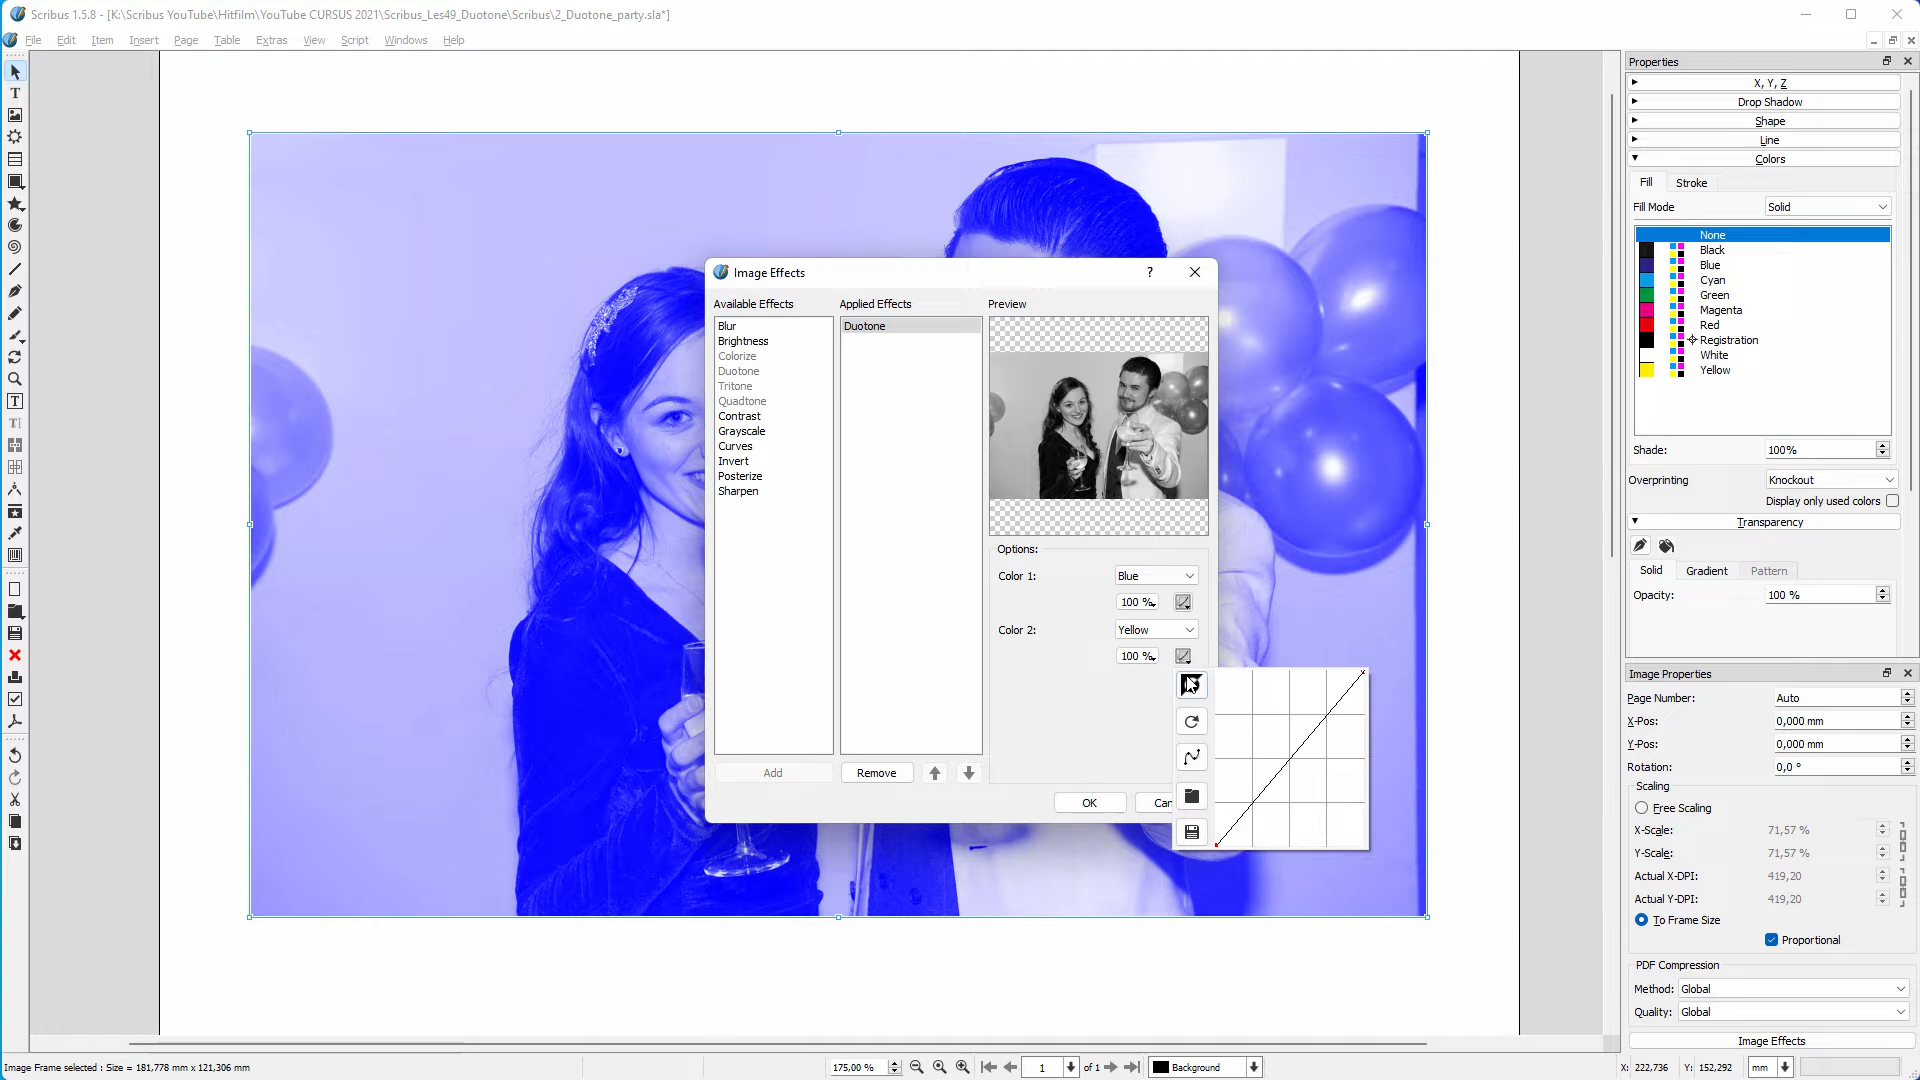 Scribus 1.5.8 - [K:\Scribus YouTube\Hitfilm\YouTube CURSUS 2021\Scribus_Les49_Duotone\Scribus\2_Duotone_party.sla*]
File Edit Item Insert Page Table Extras View Script Windows Help
Properties
X, Y, Z
Drop Shadow
Shape
Line
Colors
Fill Stroke
Fill Mode Solid
None
Black
Blue
Cyan
Green
Magenta
Red
Registration
White
Yellow
Shade: 100%
Overprinting Knockout
Display only used colors
Transparency
Solid Gradient Pattern
Opacity: 100 %
Image Properties
Page Number: Auto
X-Pos: 0,000 mm
Y-Pos: 0,000 mm
Rotation: 0,0 °
Scaling
Free Scaling
X-Scale: 71,57 %
Y-Scale: 71,57 %
Actual X-DPI: 419,20
Actual Y-DPI: 419,20
To Frame Size
Proportional
PDF Compression
Method: Global
Quality: Global
Image Effects
Image Effects
Available Effects
Blur
Brightness
Colorize
Duotone
Tritone
Quadtone
Contrast
Grayscale
Curves
Invert
Posterize
Sharpen
Add
Applied Effects
Duotone
Remove
Preview
Options:
Color 1: Blue
100 %
Color 2: Yellow
100 %
OK
Can
Image Frame selected : Size = 181,778 mm x 121,306 mm
175,00 %
1 of 1
Background
X: 222,736 Y: 152,292 mm